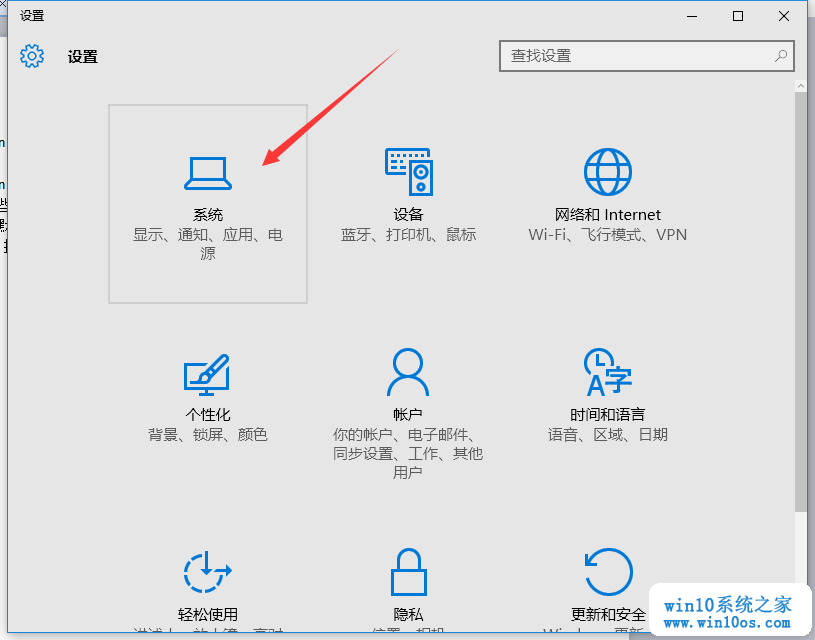 设置
设置
查找设置
系统
显示、通知、应用、电
源
设备
蓝牙、打印机、鼠标
网络和 Internet
Wi-Fi、飞行模式、VPN
个性化
背景、锁屏、颜色
帐户
你的帐户、电子邮件、
同步设置、工作、其他
用户
时间和语言
语音、区域、日期
轻松使用
隐私
更新和安全
win10系统之家
www.win10os.com